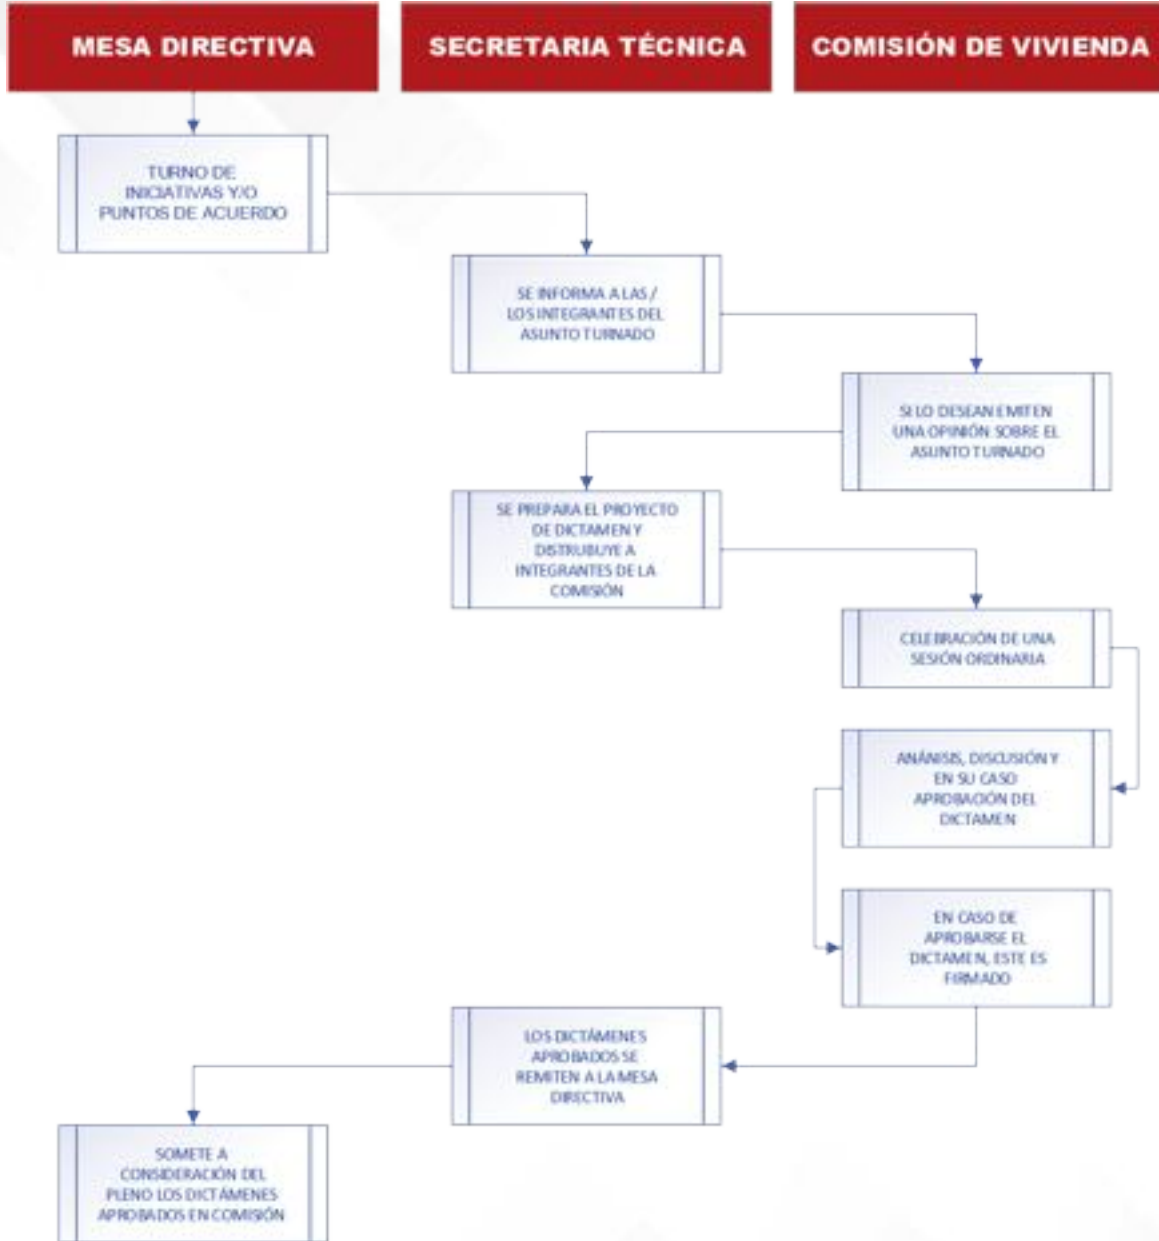 MESA DIRECTIVA
SECRETARIA TÉCNICA
COMISIÓN DE VIVIENDA
TURNO DE
INICIATIVAS Y/O
PUNTOS DE ACUERDO
SE INFORMA A LAS /
LOS INTEGRANTES DEL
ASUNTO TURNADO
SI LO DESEAN EMITEN
UNA OPINIÓN SOBRE EL
ASUNTO TURNADO
SE PREPARA EL PROYECTO
DE DICTAMEN Y
DISTRUBUYE A
INTEGRANTES DE LA
COMISIÓN
CELEBRACIÓN DE UNA
SESIÓN ORDINARIA
ANÁNISIS, DISCUSIÓN Y
EN SU CASO
APROBACIÓN DEL
DICTAMEN
EN CASO DE
APROBARSE EL
DICTAMEN, ESTE ES
FIRMADO
LOS DICTÁMENES
APROBADOS SE
REMITEN A LA MESA
DIRECTIVA
SOMETE A
CONSIDERACIÓN DEL
PLENO LOS DICTÁMENES
APROBADOS EN COMISIÓN